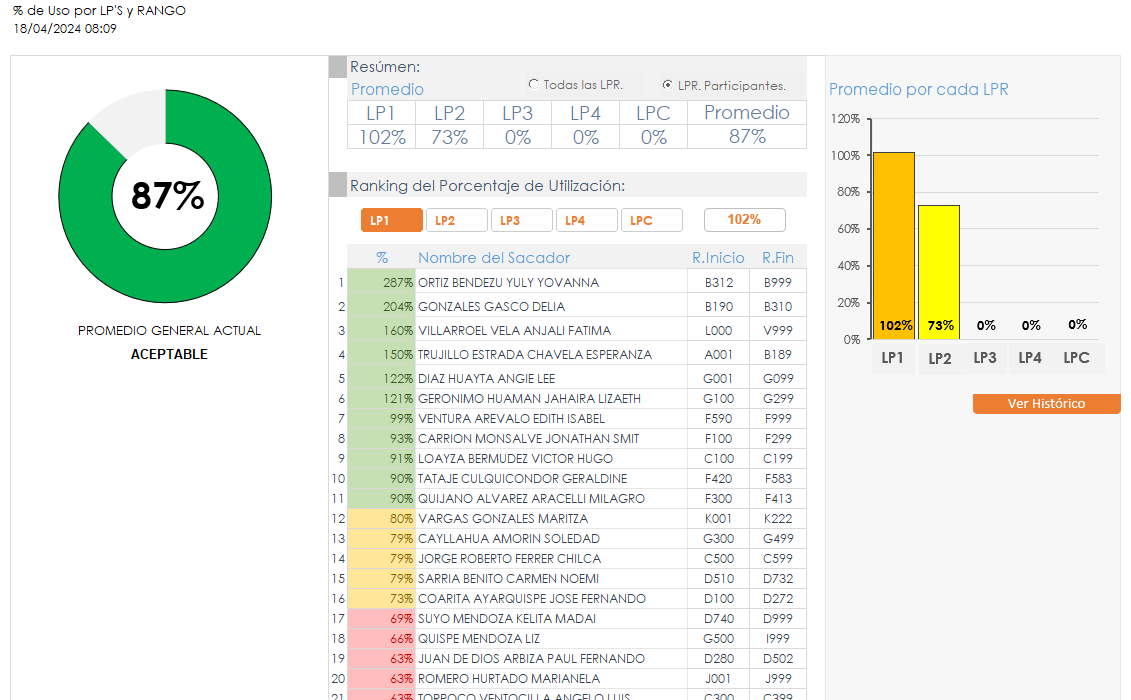 % de Uso por LP'S y RANGO
18/04/2024 08:09
87%
PROMEDIO GENERAL ACTUAL
ACEPTABLE
Resúmen:
Promedio
Todas las LPR.
LPR. Participantes.
LP1 LP2 LP3 LP4 LPC Promedio
102% 73% 0% 0% 0% 87%
Ranking del Porcentaje de Utilización:
LP1 LP2 LP3 LP4 LPC 102%
% Nombre del Sacador R.Inicio R.Fin
1 287% ORTIZ BENDEZU YULY YOVANNA B312 B999
2 204% GONZALES GASCO DELIA B190 B310
3 160% VILLARROEL VELA ANJALI FATIMA L000 V999
4 150% TRUJILLO ESTRADA CHAVELA ESPERANZA A001 B189
5 122% DIAZ HUAYTA ANGIE LEE G001 G099
6 121% GERONIMO HUAMAN JAHAIRA LIZAETH G100 G299
7 99% VENTURA AREVALO EDITH ISABEL F590 F999
8 93% CARRION MONSALVE JONATHAN SMIT F100 F299
9 91% LOAYZA BERMUDEZ VICTOR HUGO C100 C199
10 90% TATAJE CULQUICONDOR GERALDINE F420 F583
11 90% QUIJANO ALVAREZ ARACELLI MILAGRO F300 F413
12 80% VARGAS GONZALES MARITZA K001 K222
13 79% CAYLLAHUA AMORIN SOLEDAD G300 G499
14 79% JORGE ROBERTO FERRER CHILCA C500 C599
15 79% SARRIA BENITO CARMEN NOEMI D510 D732
16 73% COARITA AYARQUISPE JOSE FERNANDO D100 D272
17 69% SUYO MENDOZA KELITA MADAI D740 D999
18 66% QUISPE MENDOZA LIZ G500 I999
19 63% JUAN DE DIOS ARBIZA PAUL FERNANDO D280 D502
20 63% ROMERO HURTADO MARIANELA J001 J999
21 63% TORPOCO VENTOCILLA ANGELO LUIS C300 C399
Promedio por cada LPR
120%
100%
80%
60%
40%
20%
0%
102% 73% 0% 0% 0%
LP1 LP2 LP3 LP4 LPC
Ver Histórico